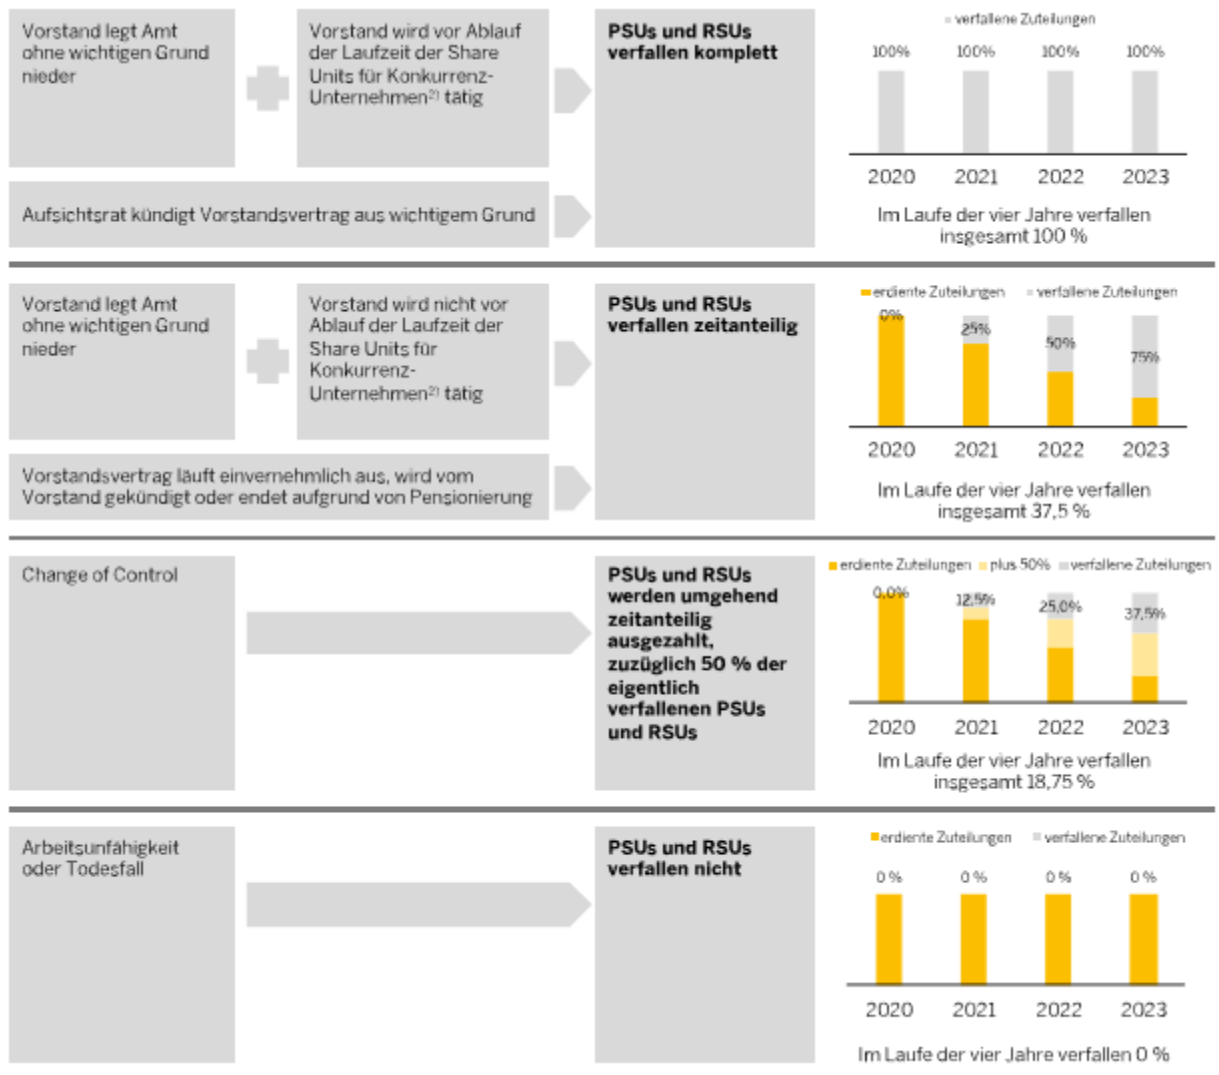 Vorstand legt Amt
ohne wichtigen Grund
nieder
Vorstand wird vor Ablauf
der Laufzeit der Share
Units für Konkurrenz-
Unternehmen²⁾ tätig
PSUs und RSUs
verfallen komplett
Aufsichtsrat kündigt Vorstandsvertrag aus wichtigem Grund
verfallene Zuteilungen
100% 100% 100% 100%
2020 2021 2022 2023
Im Laufe der vier Jahre verfallen
insgesamt 100 %
Vorstand legt Amt
ohne wichtigen Grund
nieder
Vorstand wird nicht vor
Ablauf der Laufzeit der
Share Units für
Konkurrenz-
Unternehmen²⁾ tätig
PSUs und RSUs
verfallen zeitanteilig
Vorstandsvertrag läuft einvernehmlich aus, wird vom
Vorstand gekündigt oder endet aufgrund von Pensionierung
erdiente Zuteilungen verfallene Zuteilungen
0% 25% 50% 75%
2020 2021 2022 2023
Im Laufe der vier Jahre verfallen
insgesamt 37,5 %
Change of Control
PSUs und RSUs
werden umgehend
zeitanteilig
ausgezahlt,
zuzüglich 50 % der
eigentlich
verfallenen PSUs
und RSUs
erdiente Zuteilungen plus 50% verfallene Zuteilungen
0,0% 12,5% 25,0% 37,5%
2020 2021 2022 2023
Im Laufe der vier Jahre verfallen
insgesamt 18,75 %
Arbeitsunfähigkeit
oder Todesfall
PSUs und RSUs
verfallen nicht
erdiente Zuteilungen verfallene Zuteilungen
0 % 0 % 0 % 0 %
2020 2021 2022 2023
Im Laufe der vier Jahre verfallen 0 %